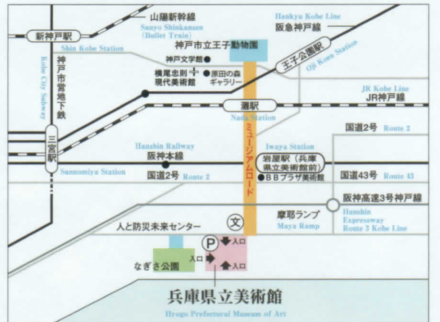 山陽新幹線
Sanyo Shinkansen
(Bullet Train)
Hankyu Kobe Line
阪急神戸線
新神戸駅
Shin Kobe Station
神戸市立王子動物園
神戸文学館
横尾忠則
現代美術館
原田の森
ギャラリー
王子公園駅
Oji Koen Station
神戸市営地下鉄
Kobe City Subway
JR Kobe Line
JR神戸線
灘駅
Nada Station
ミュージアムロード
三宮駅
Sannomiya Station
Hanshin Railway
阪神本線
国道2号 Route 2
Iwaya Station
岩屋駅(兵庫
県立美術館前)
BBプラザ美術館
国道2号 Route 2
国道43号 Route 43
阪神高速3号神戸線
Hanshin
Expressway
Route 3 Kobe Line
摩耶ランプ
Maya Ramp
人と防災未来センター
文
P
入口
入口
入口
なぎさ公園
兵庫県立美術館
Hyogo Prefectural Museum of Art